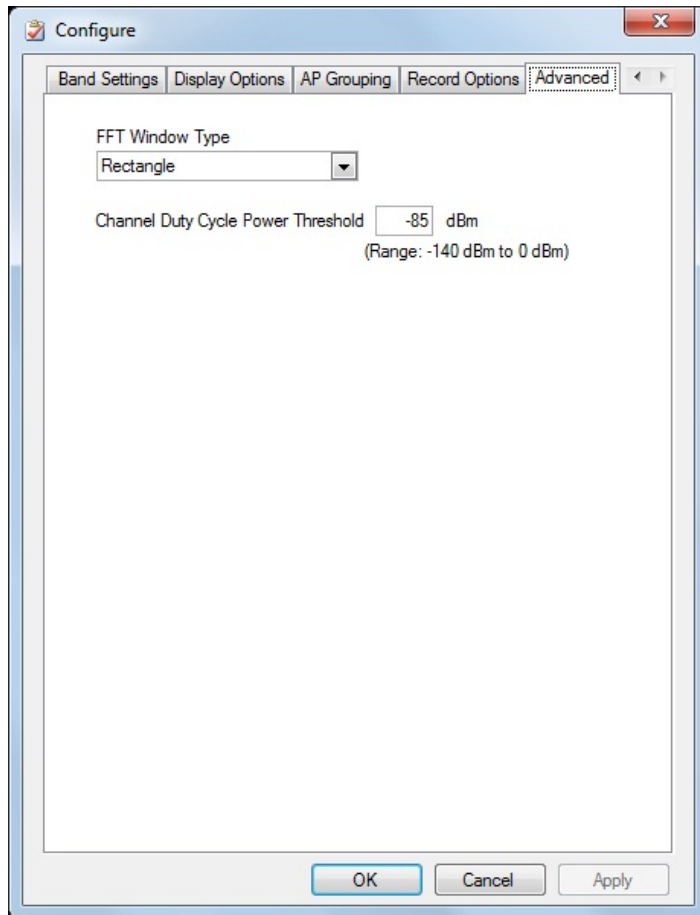 Configure
Band Settings Display Options AP Grouping Record Options Advanced
FFT Window Type
Rectangle
Channel Duty Cycle Power Threshold -85 dBm
(Range: -140 dBm to 0 dBm)
OK Cancel Apply